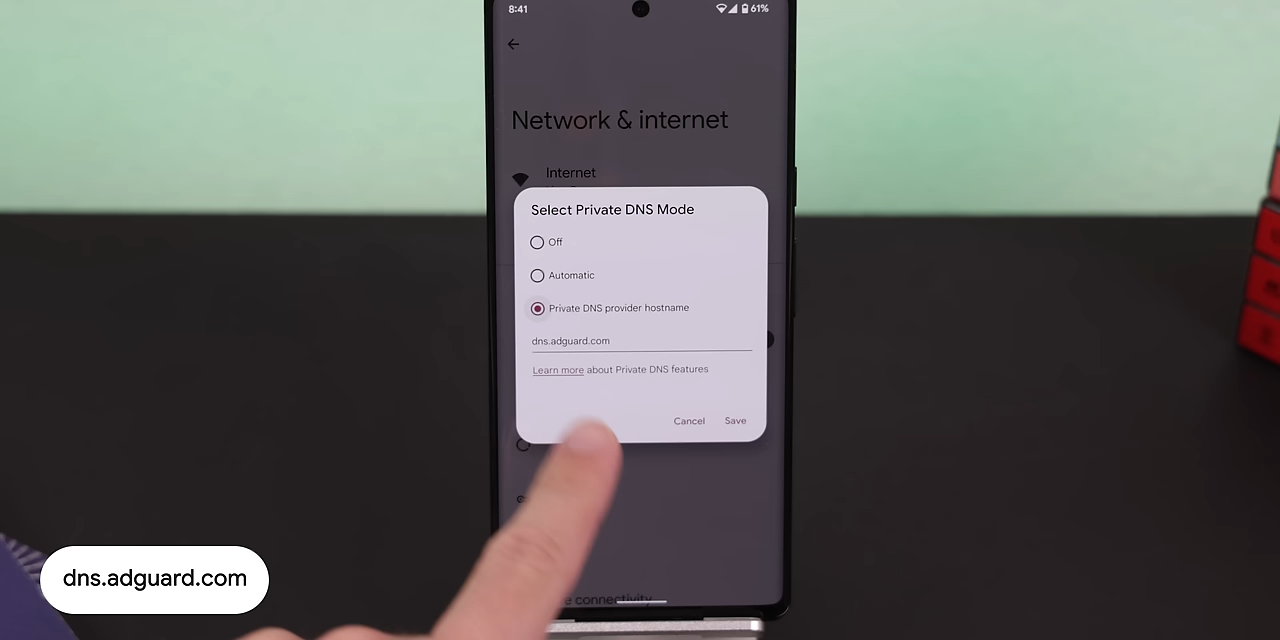 8:41
61%
Network & internet
Internet
Select Private DNS Mode
Off
Automatic
Private DNS provider hostname
dns.adguard.com
Learn more about Private DNS features
Cancel Save
connectivity
dns.adguard.com